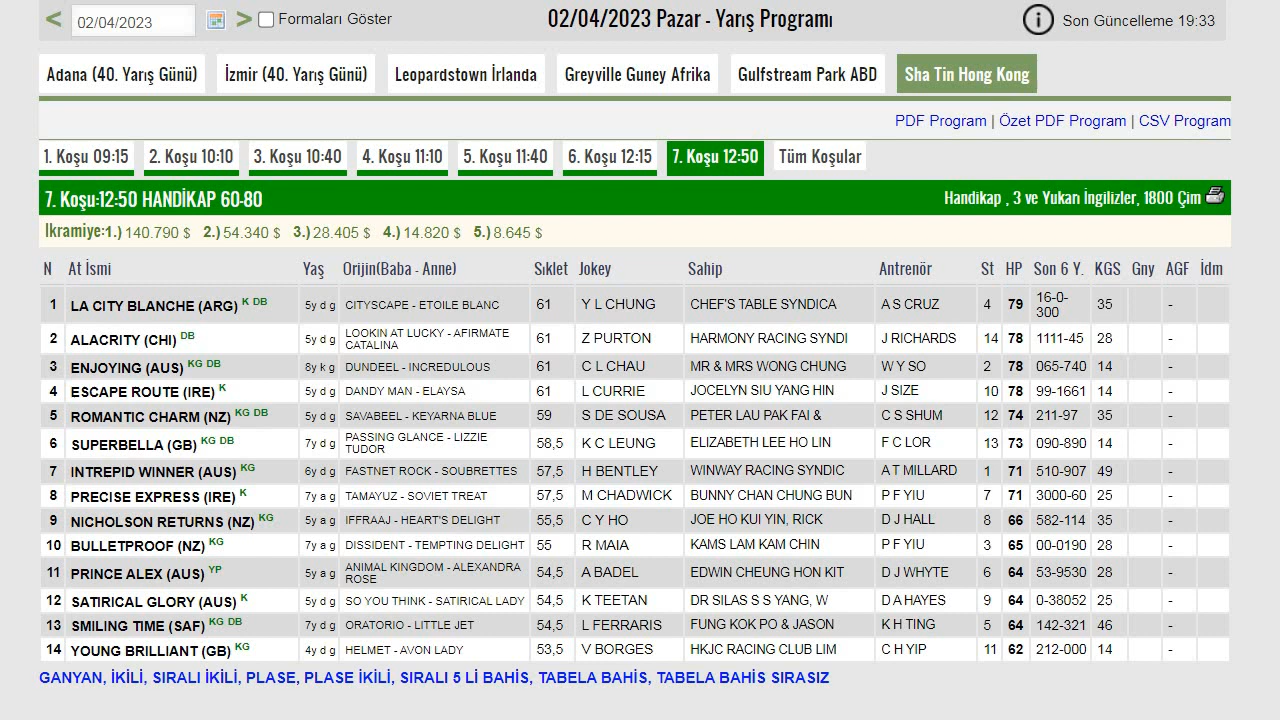 < 02/04/2023 > Formaları Göster 02/04/2023 Pazar - Yarış Programı Son Güncelleme 19:33
Adana (40. Yarış Günü) İzmir (40. Yarış Günü) Leopardstown İrlanda Greyville Guney Afrika Gulfstream Park ABD Sha Tin Hong Kong
PDF Program | Özet PDF Program | CSV Program
1. Koşu 09:15 2. Koşu 10:10 3. Koşu 10:40 4. Koşu 11:10 5. Koşu 11:40 6. Koşu 12:15 7. Koşu 12:50 Tüm Koşular
7. Koşu:12:50 HANDİKAP 60-80 Handikap , 3 ve Yukarı İngilizler, 1800 Çim
Ikramiye:1.) 140.790 $ 2.) 54.340 $ 3.) 28.405 $ 4.) 14.820 $ 5.) 8.645 $
N At İsmi Yaş Orijin(Baba - Anne) Sıklet Jokey Sahip Antrenör St HP Son 6 Y. KGS Gny AGF İdm
1 LA CITY BLANCHE (ARG) K DB 5y d g CITYSCAPE - ETOILE BLANC 61 Y L CHUNG CHEF'S TABLE SYNDICA A S CRUZ 4 79 16-0-300 35 -
2 ALACRITY (CHI) DB 5y d g LOOKIN AT LUCKY - AFIRMATE CATALINA 61 Z PURTON HARMONY RACING SYNDI J RICHARDS 14 78 1111-45 28 -
3 ENJOYING (AUS) KG DB 8y k g DUNDEEL - INCREDULOUS 61 C L CHAU MR & MRS WONG CHUNG W Y SO 2 78 065-740 14 -
4 ESCAPE ROUTE (IRE) K 5y d g DANDY MAN - ELAYSA 61 L CURRIE JOCELYN SIU YANG HIN J SIZE 10 78 99-1661 14 -
5 ROMANTIC CHARM (NZ) KG DB 5y d g SAVABEEL - KEYARNA BLUE 59 S DE SOUSA PETER LAU PAK FAI & C S SHUM 12 74 211-97 35 -
6 SUPERBELLA (GB) KG DB 7y d g PASSING GLANCE - LIZZIE TUDOR 58,5 K C LEUNG ELIZABETH LEE HO LIN F C LOR 13 73 090-890 14 -
7 INTREPID WINNER (AUS) KG 6y d g FASTNET ROCK - SOUBRETTES 57,5 H BENTLEY WINWAY RACING SYNDIC A T MILLARD 1 71 510-907 49 -
8 PRECISE EXPRESS (IRE) K 7y a g TAMAYUZ - SOVIET TREAT 57,5 M CHADWICK BUNNY CHAN CHUNG BUN P F YIU 7 71 3000-60 25 -
9 NICHOLSON RETURNS (NZ) KG 5y a g IFFRAAJ - HEART'S DELIGHT 55,5 C Y HO JOE HO KUI YIN, RICK D J HALL 8 66 582-114 35 -
10 BULLETPROOF (NZ) KG 7y a g DISSIDENT - TEMPTING DELIGHT 55 R MAIA KAMS LAM KAM CHIN P F YIU 3 65 00-0190 28 -
11 PRINCE ALEX (AUS) YP 5y a g ANIMAL KINGDOM - ALEXANDRA ROSE 54,5 A BADEL EDWIN CHEUNG HON KIT D J WHYTE 6 64 53-9530 28 -
12 SATIRICAL GLORY (AUS) K 5y d g SO YOU THINK - SATIRICAL LADY 54,5 K TEETAN DR SILAS S S YANG, W D A HAYES 9 64 0-38052 25 -
13 SMILING TIME (SAF) KG DB 7y d g ORATORIO - LITTLE JET 54,5 L FERRARIS FUNG KOK PO & JASON K H TING 5 64 142-321 46 -
14 YOUNG BRILLIANT (GB) KG 4y d g HELMET - AVON LADY 53,5 V BORGES HKJC RACING CLUB LIM C H YIP 11 62 212-000 14 -
GANYAN, İKİLİ, SIRALI İKİLİ, PLASE, PLASE İKİLİ, SIRALI 5 Lİ BAHİS, TABELA BAHİS, TABELA BAHİS SIRASIZ